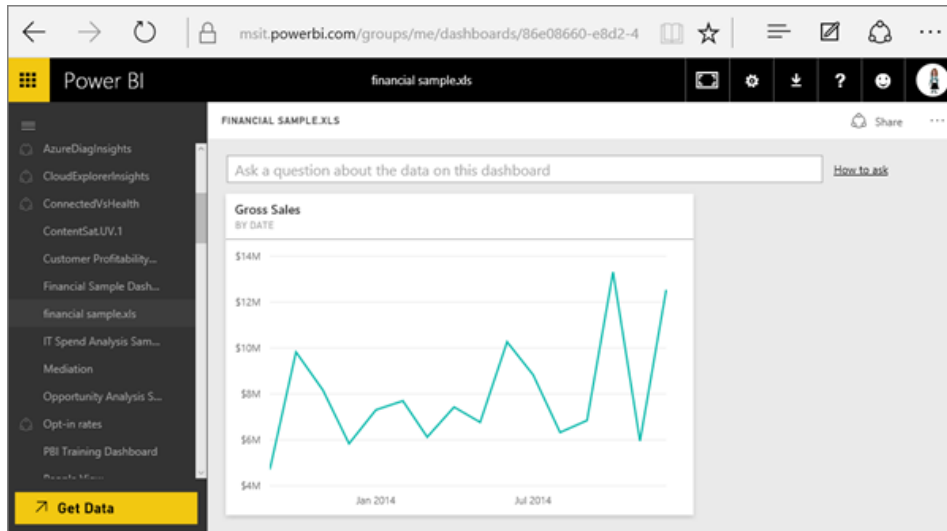 msit.powerbi.com/groups/me/dashboards/86e08660-e8d2-4
Power BI
financial sample.xls
?
FINANCIAL SAMPLE.XLS
Share
AzureDiagInsights
CloudExplorerInsights
ConnectedVsHealth
ContentSat.UV.1
Customer Profitability...
Financial Sample Dash...
financial sample.xls
IT Spend Analysis Sam...
Mediation
Opportunity Analysis S...
Opt-in rates
PBI Training Dashboard
Get Data
Ask a question about the data on this dashboard
How to ask
Gross Sales
BY DATE
$14M
$12M
$10M
$8M
$6M
$4M
Jan 2014
Jul 2014